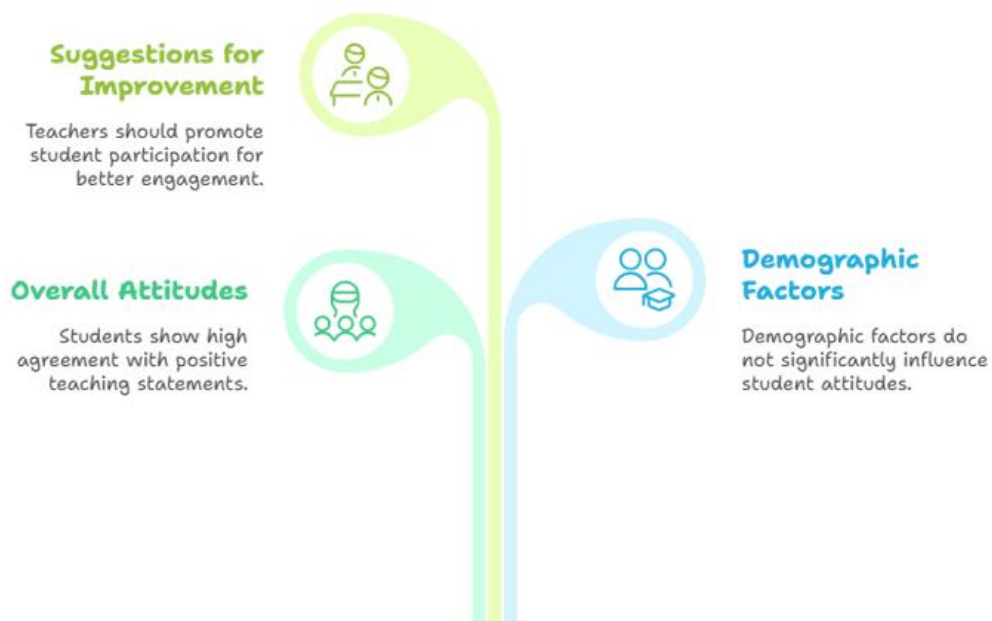 Suggestions for
Improvement
Teachers should promote
student participation for
better engagement.
Overall Attitudes
Students show high
agreement with positive
teaching statements.
Demographic
Factors
Demographic factors do
not significantly influence
student attitudes.